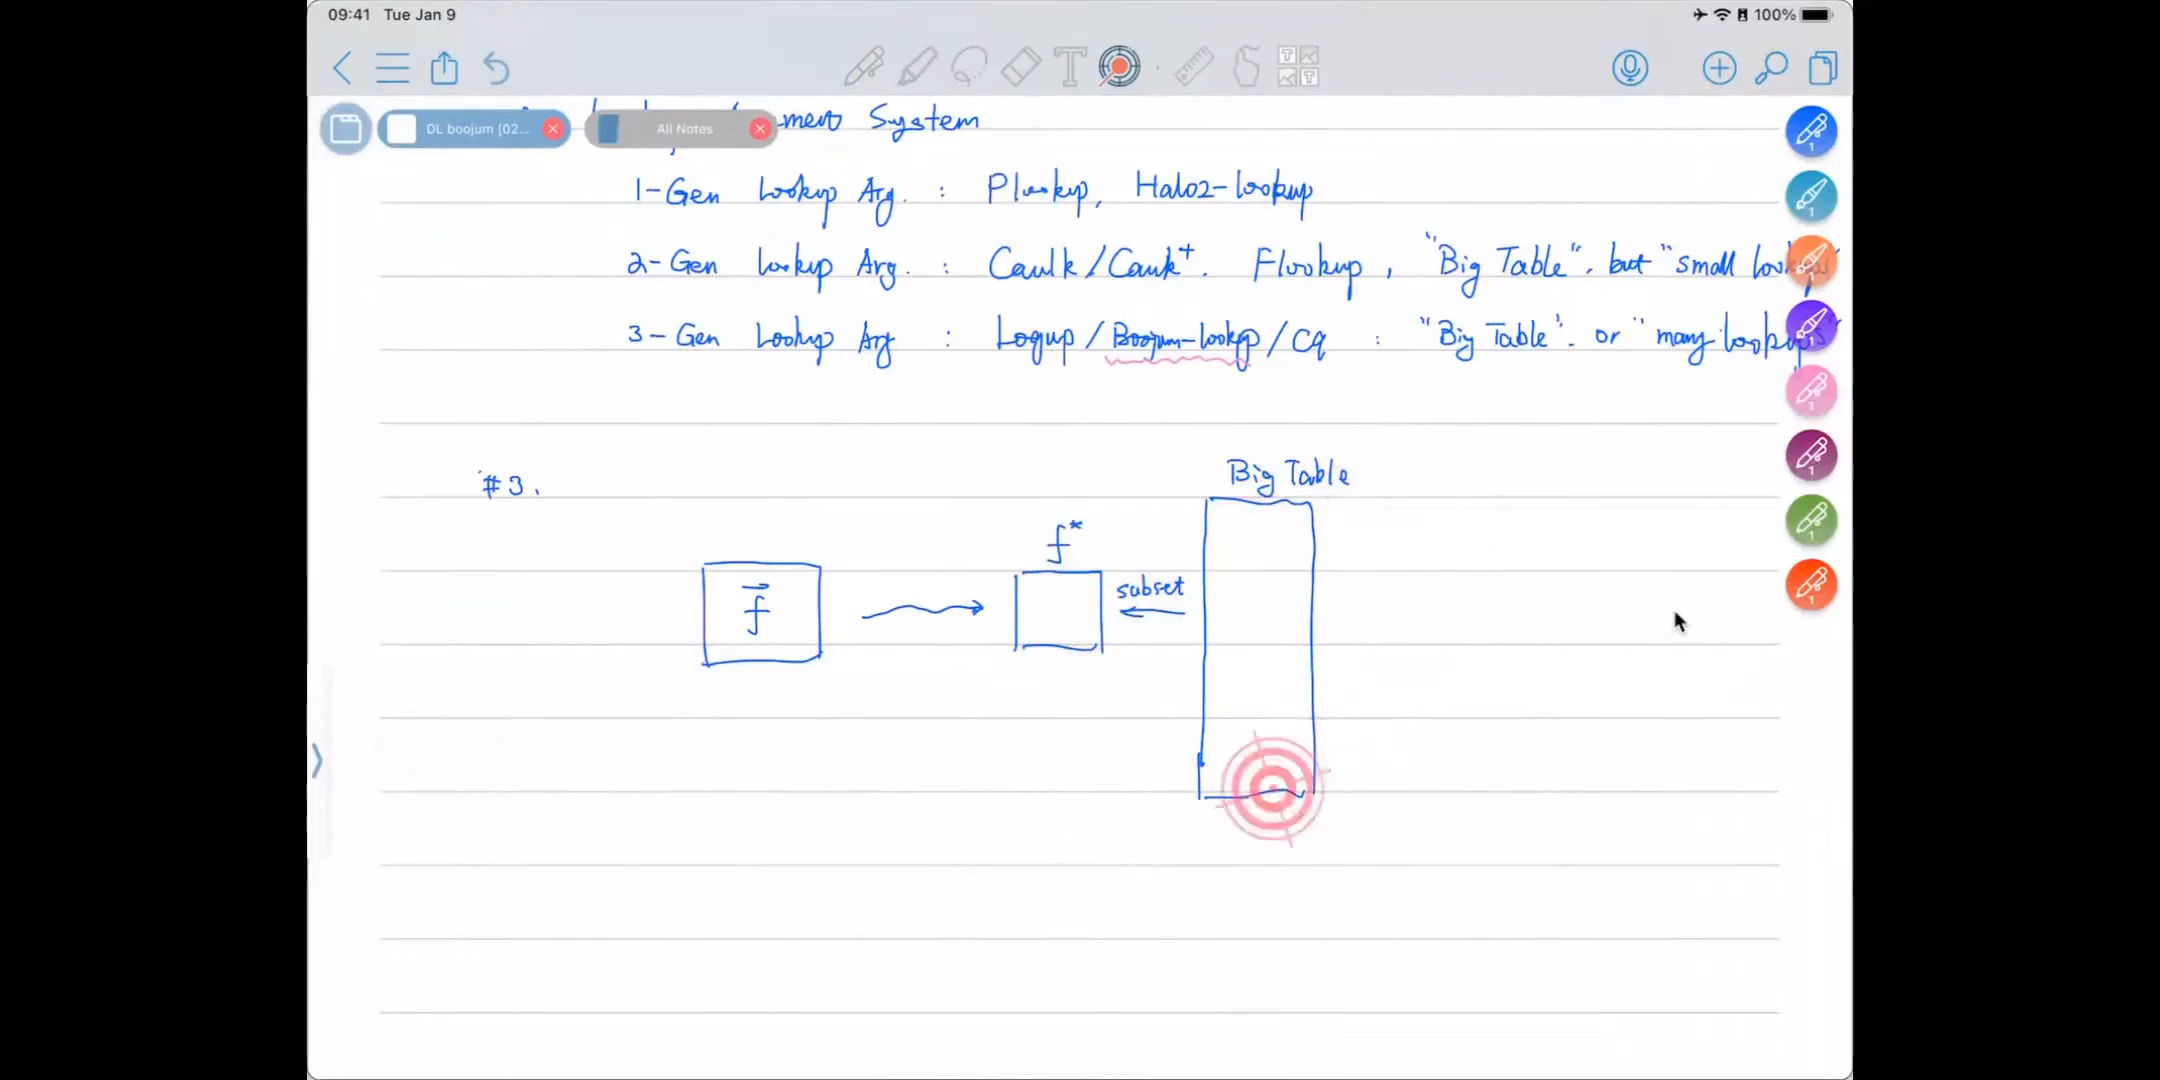 09:41 Tue Jan 9
100%
DL boojum [02...
All Notes
System
1-Gen Lookup Arg. : Plookup, Halo2-lookup
2-Gen lookup Arg. : Caulk/Caulk+. Flookup, "Big Table", but "small
3-Gen Lookup Arg : Logup/Boojum-lookup/Cq : "Big Table". or "many lookups"
#3.
Big Table
f*
subset
f